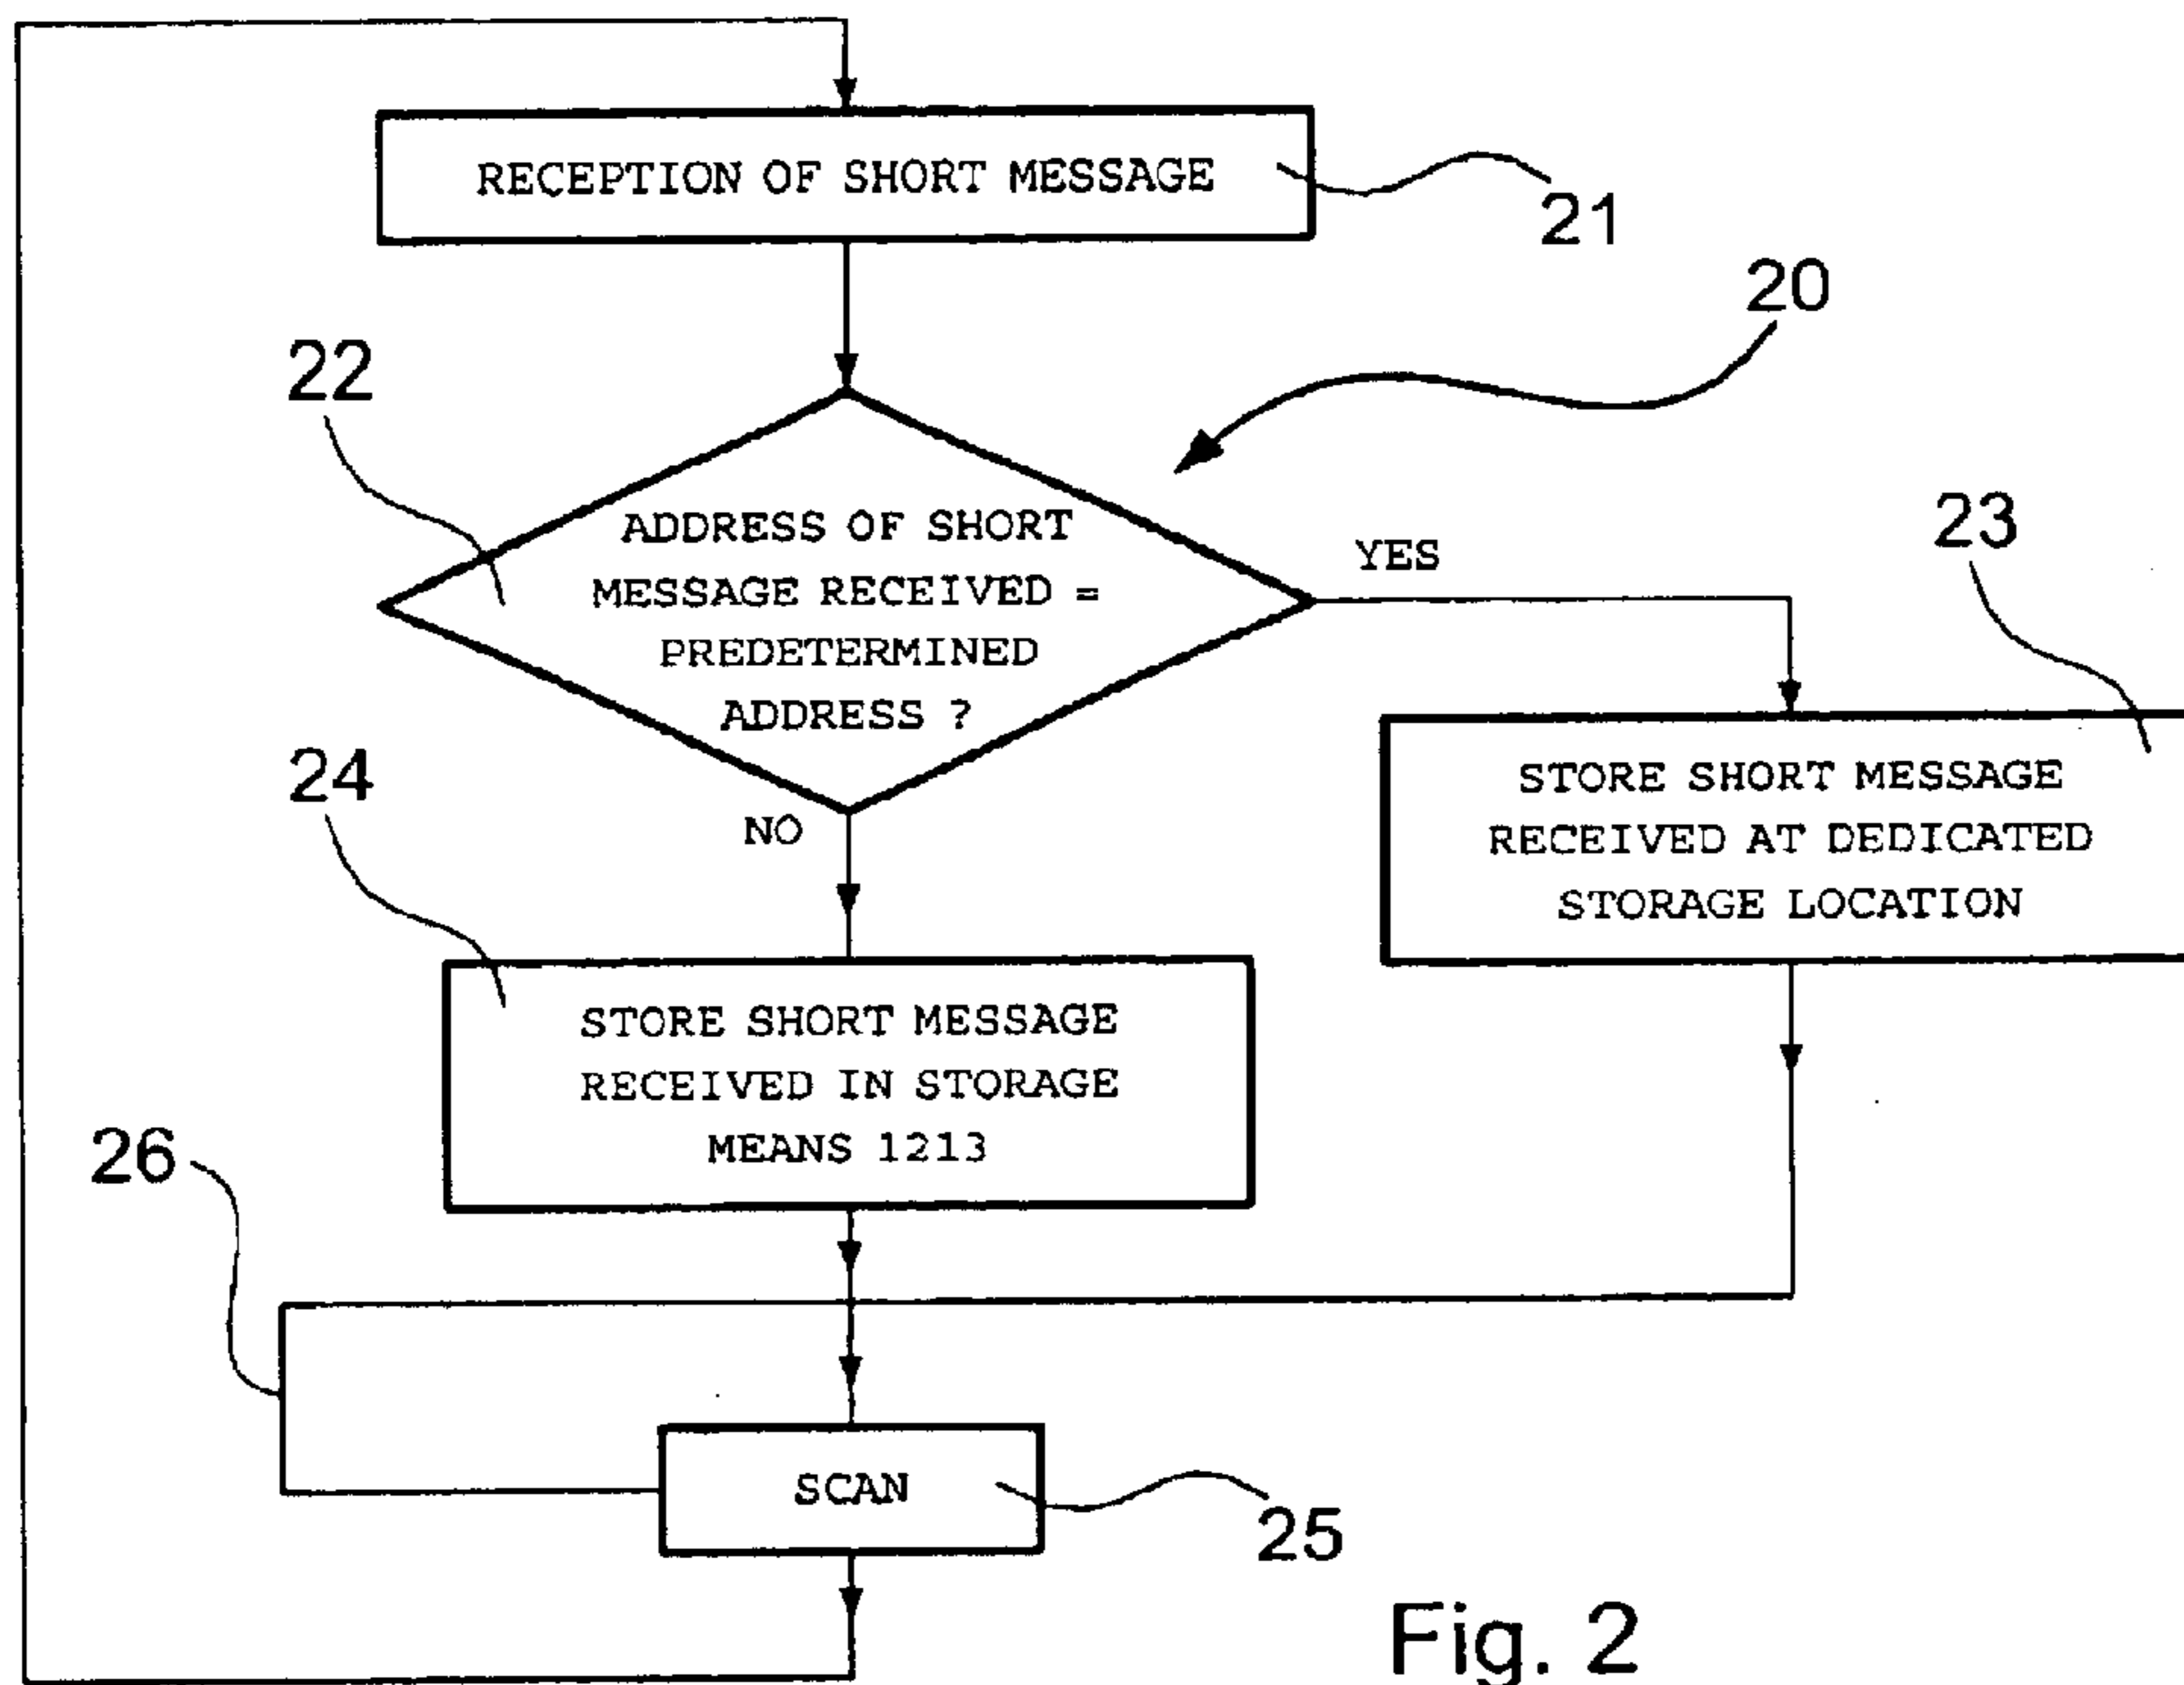 RECEPTION OF SHORT MESSAGE
21
20
22
ADDRESS OF SHORT
MESSAGE RECEIVED =
PREDETERMINED
ADDRESS ?
YES
23
STORE SHORT MESSAGE
RECEIVED AT DEDICATED
STORAGE LOCATION
24
NO
STORE SHORT MESSAGE
RECEIVED IN STORAGE
MEANS 1213
26
SCAN
25
Fig. 2